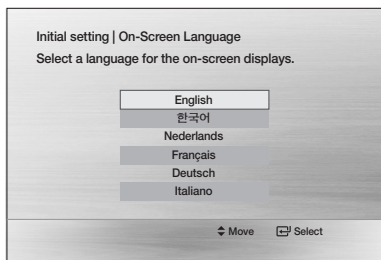 Initial setting | On-Screen Language
Select a language for the on-screen displays.
English
한국어
Nederlands
Français
Deutsch
Italiano
Move Select